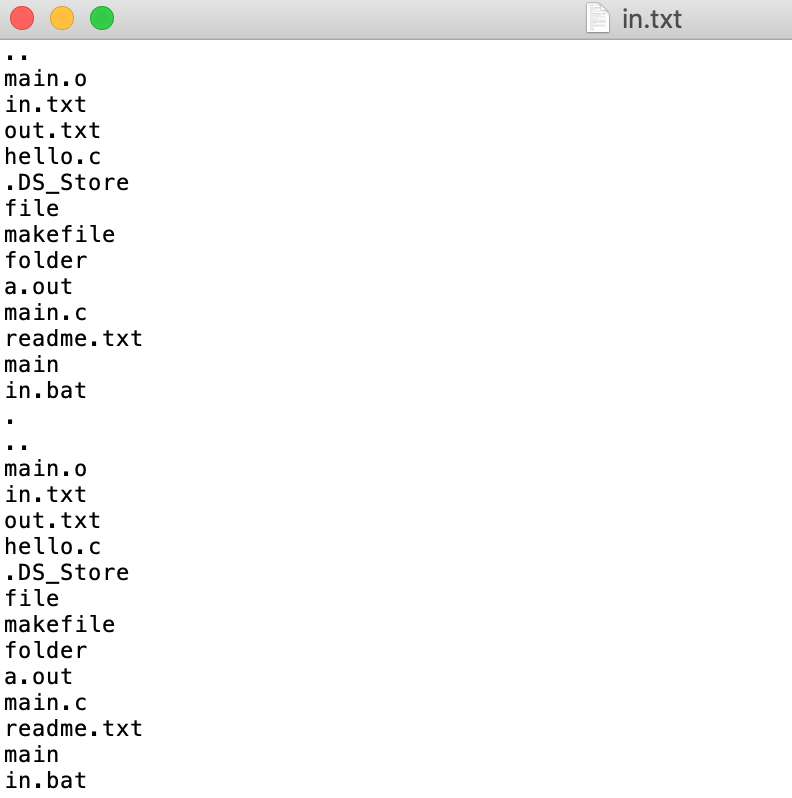 in.txt
..
main.o
in.txt
out.txt
hello.c
.DS_Store
file
makefile
folder
a.out
main.c
readme.txt
main
in.bat
.
..
main.o
in.txt
out.txt
hello.c
.DS_Store
file
makefile
folder
a.out
main.c
readme.txt
main
in.bat